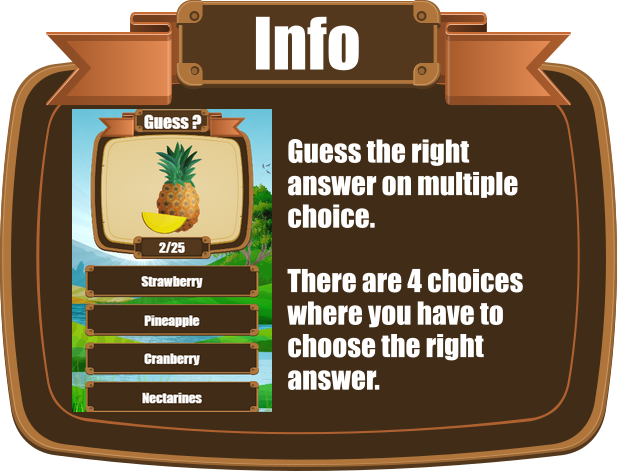 Info
Guess ?
2/25
Strawberry
Pineapple
Cranberry
Nectarines
Guess the right
answer on multiple
choice.
There are 4 choices
where you have to
choose the right
answer.